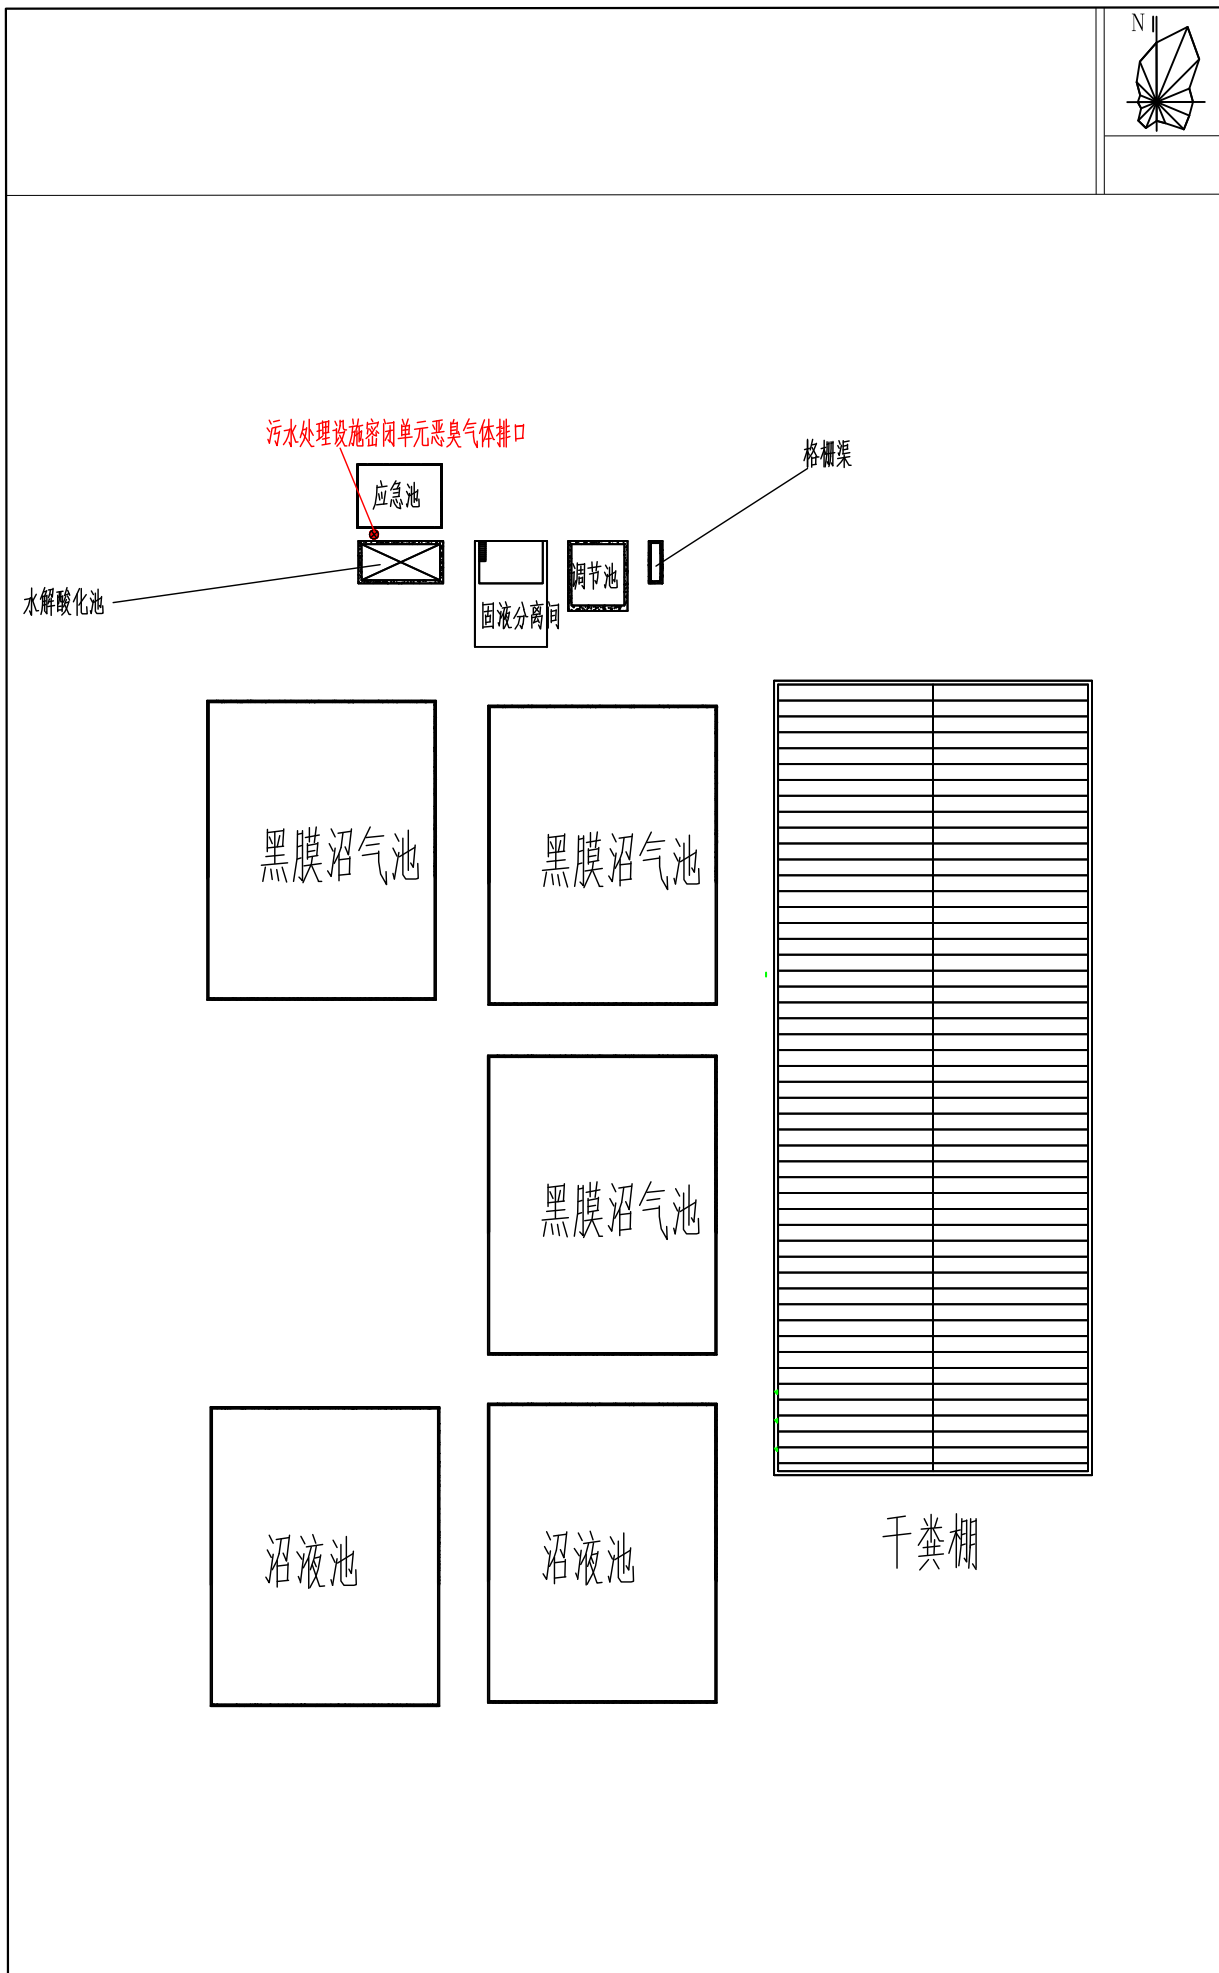 N
污水处理设施密闭单元恶臭气体排口
格栅渠
应急池
调节池
水解酸化池
固液分离间
黑膜沼气池
黑膜沼气池
黑膜沼气池
沼液池
沼液池
干粪棚